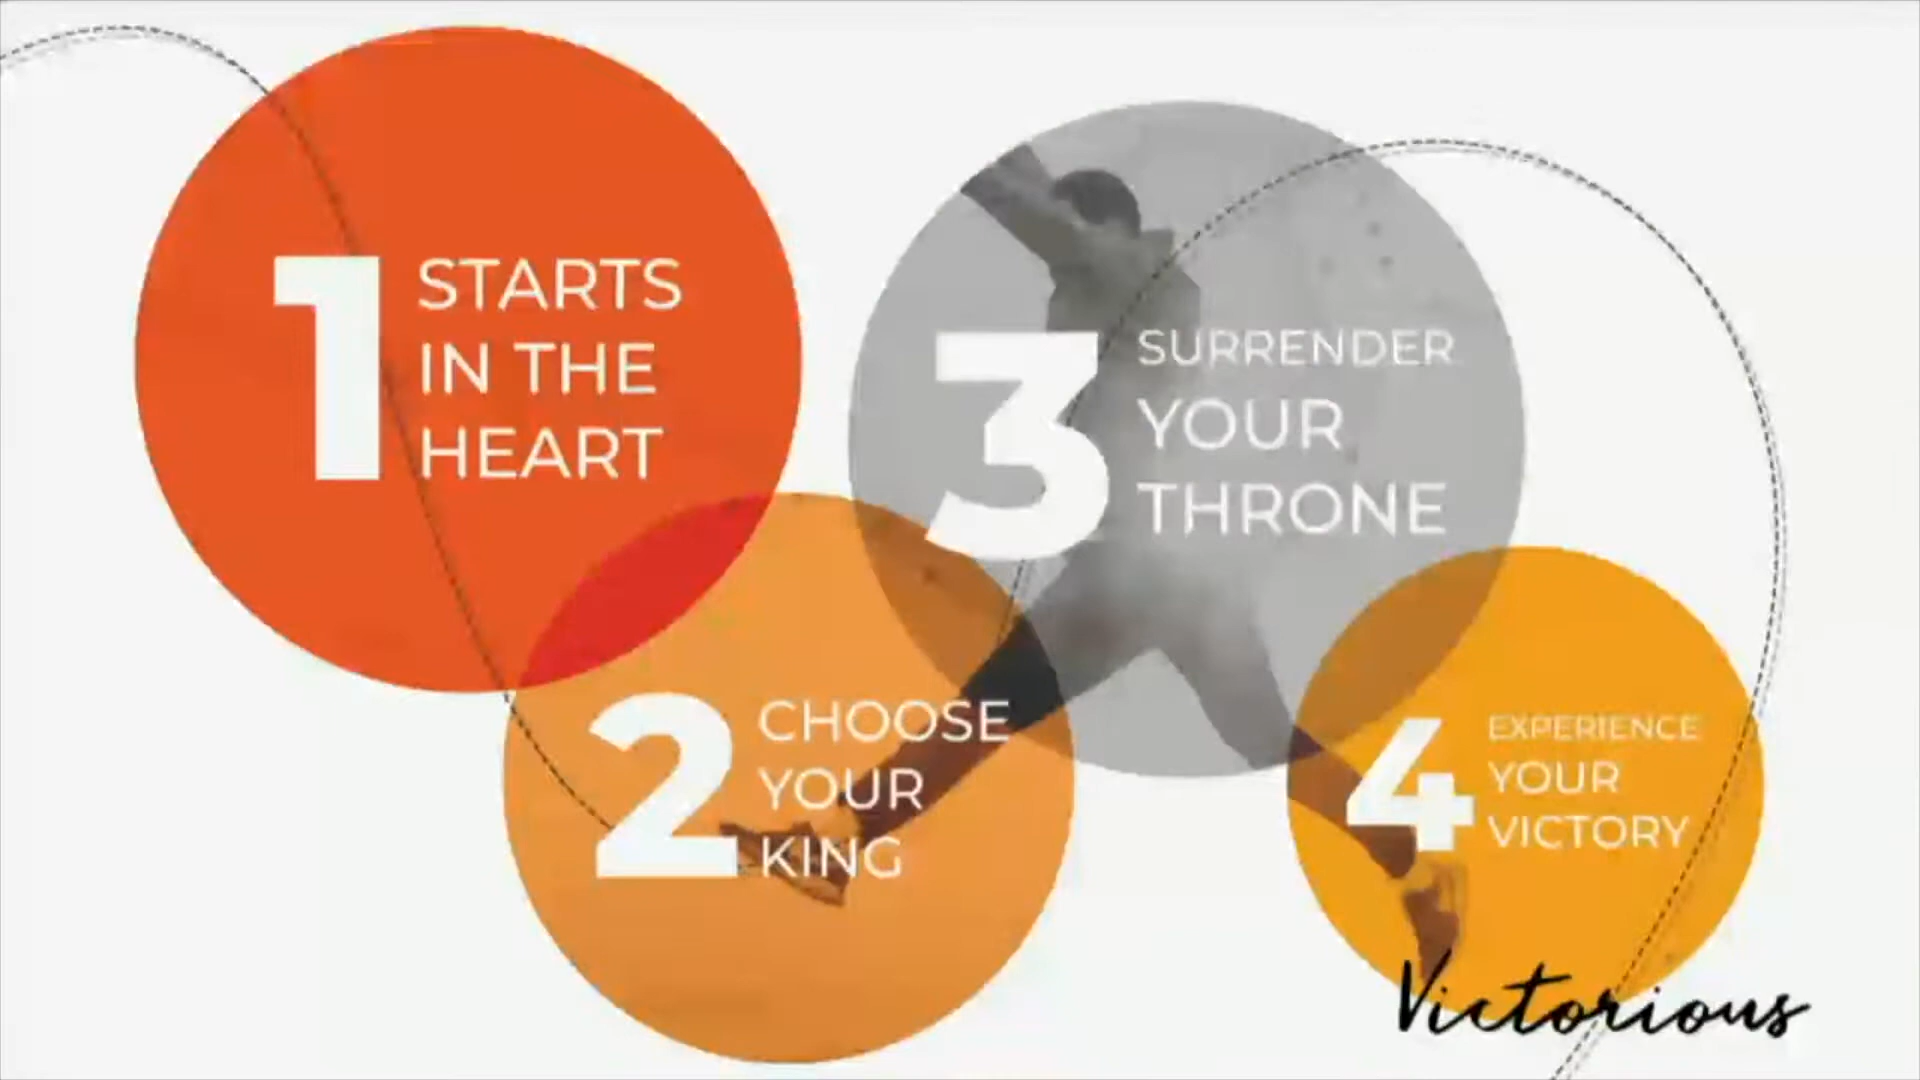 1
STARTS
IN THE
HEART
2
CHOOSE
YOUR
KING
3
SURRENDER
YOUR
THRONE
4
EXPERIENCE
YOUR
VICTORY
Victorious